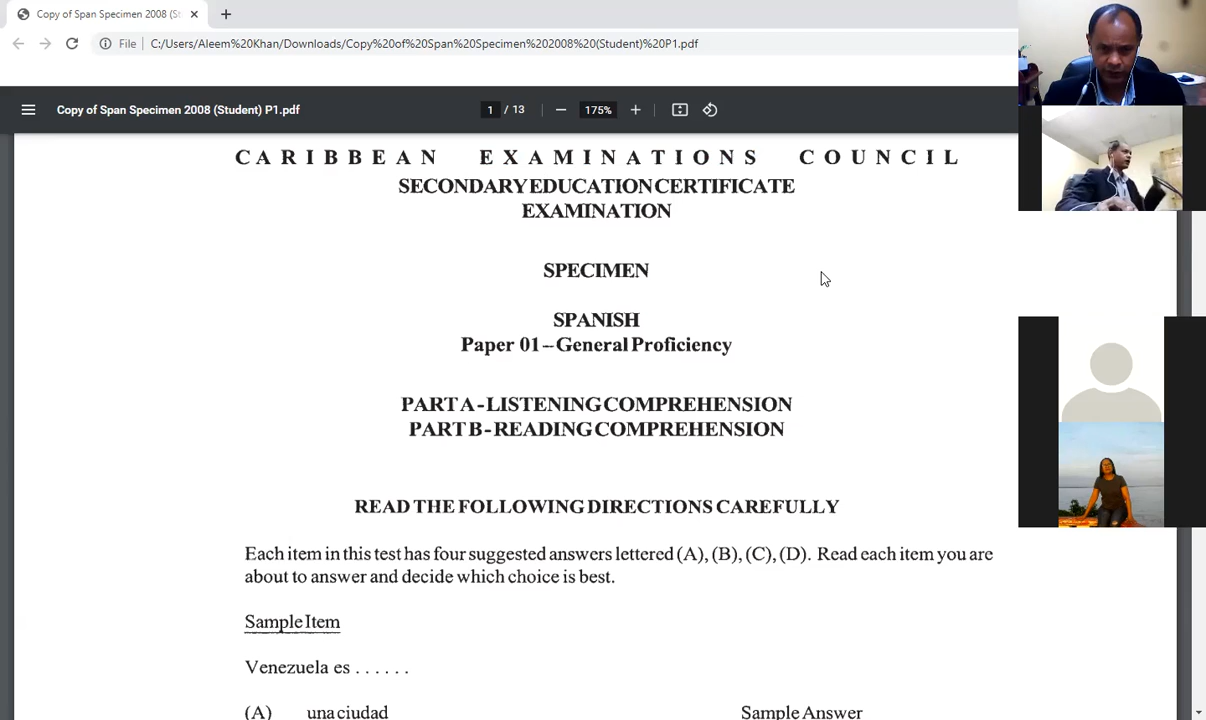 Copy of Span Specimen 2008 (St
File C:/Users/Aleem%20Khan/Downloads/Copy%20of%20Span%20Specimen%202008%20(Student)%20P1.pdf
Copy of Span Specimen 2008 (Student) P1.pdf
1 / 13
175%
CARIBBEAN EXAMINATIONS COUNCIL
SECONDARY EDUCATION CERTIFICATE
EXAMINATION
SPECIMEN
SPANISH
Paper 01 – General Proficiency
PART A - LISTENING COMPREHENSION
PART B - READING COMPREHENSION
READ THE FOLLOWING DIRECTIONS CAREFULLY
Each item in this test has four suggested answers lettered (A), (B), (C), (D). Read each item you are
about to answer and decide which choice is best.
Sample Item
Venezuela es . . . . . .
(A) una ciudad
Sample Answer